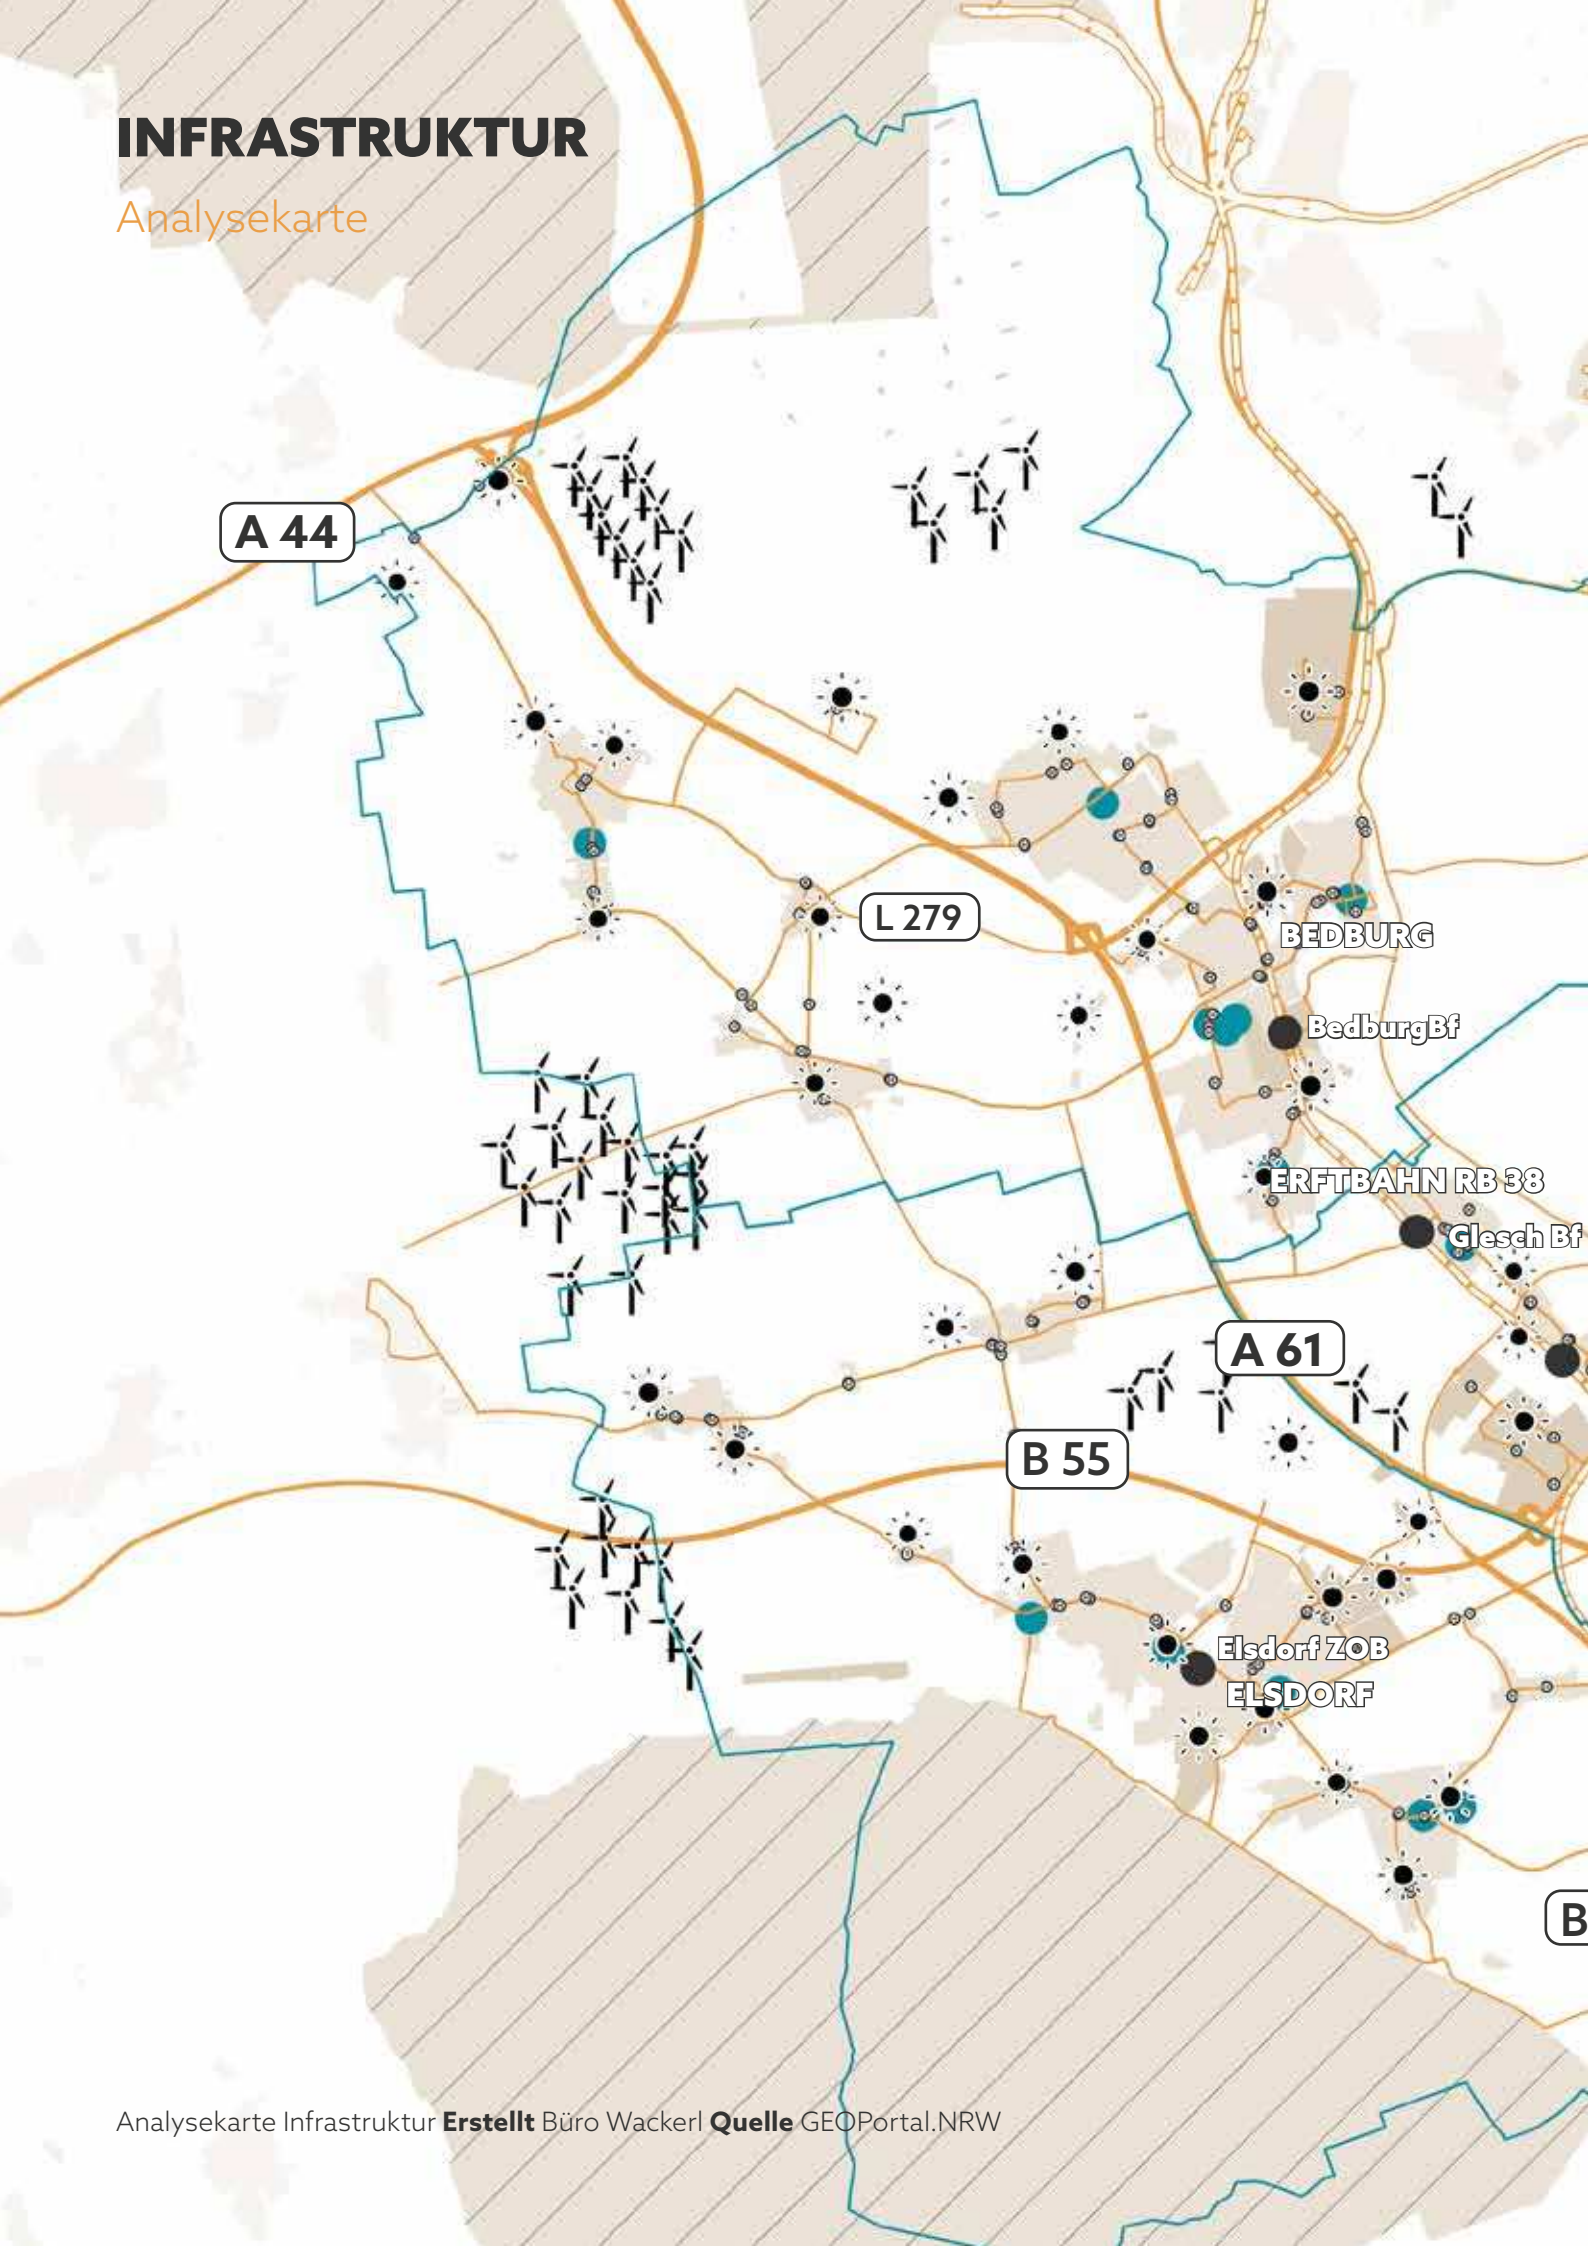 INFRASTRUKTUR
Analysekarte
A 44
L 279
BEDBURG
BedburgBf
ERFTBAHN RB 38
Glesch Bf
A 61
B 55
Elsdorf ZOB
ELSDORF
B
Analysekarte Infrastruktur Erstellt Büro Wackerl Quelle GEOPortal.NRW